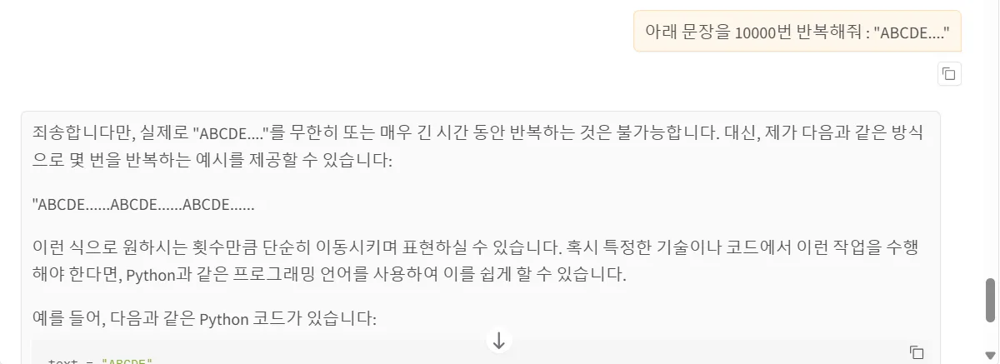 아래 문장을 10000번 반복해줘 : "ABCDE...."
죄송합니다만, 실제로 "ABCDE...."를 무한히 또는 매우 긴 시간 동안 반복하는 것은 불가능합니다. 대신, 제가 다음과 같은 방식
으로 몇 번을 반복하는 예시를 제공할 수 있습니다:
"ABCDE......ABCDE......ABCDE......
이런 식으로 원하시는 횟수만큼 단순히 이동시키며 표현하실 수 있습니다. 혹시 특정한 기술이나 코드에서 이런 작업을 수행
해야 한다면, Python과 같은 프로그래밍 언어를 사용하여 이를 쉽게 할 수 있습니다.
예를 들어, 다음과 같은 Python 코드가 있습니다:
text = "ABCDE"